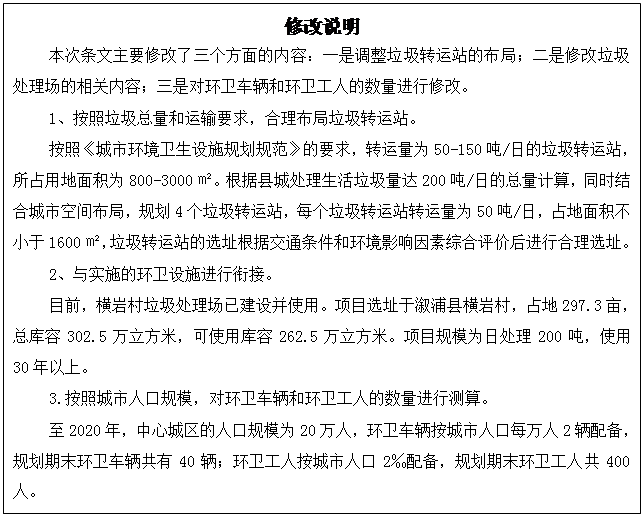 修改说明
本次条文主要修改了三个方面的内容：一是调整垃圾转运站的布局；二是修改垃圾
处理场的相关内容；三是对环卫车辆和环卫工人的数量进行修改。
1、按照垃圾总量和运输要求，合理布局垃圾转运站。
按照《城市环境卫生设施规划规范》的要求，转运量为 50-150 吨/日的垃圾转运站，
所占用地面积为 800-3000 ㎡。根据县城处理生活垃圾量达 200 吨/日的总量计算，同时结
合城市空间布局，规划 4 个垃圾转运站，每个垃圾转运站转运量为 50 吨/日，占地面积不
小于 1600 ㎡,垃圾转运站的选址根据交通条件和环境影响因素综合评价后进行合理选址。
2、与实施的环卫设施进行衔接。
目前，横岩村垃圾处理场已建设并使用。项目选址于溆浦县横岩村，占地 297.3 亩，
总库容 302.5 万立方米，可使用库容 262.5 万立方米。项目规模为日处理 200 吨，使用
30 年以上。
3.按照城市人口规模，对环卫车辆和环卫工人的数量进行测算。
至 2020 年，中心城区的人口规模为 20 万人，环卫车辆按城市人口每万人 2 辆配备，
规划期末环卫车辆共有 40 辆；环卫工人按城市人口 2‰配备，规划期末环卫工人共 400
人。